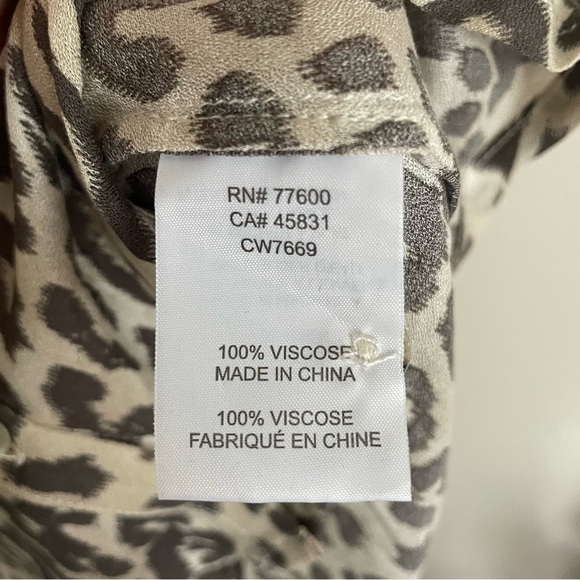 RN# 77600
CA# 45831
CW7669
100% VISCOSE
MADE IN CHINA
100% VISCOSE
FABRIQUÉ EN CHINE